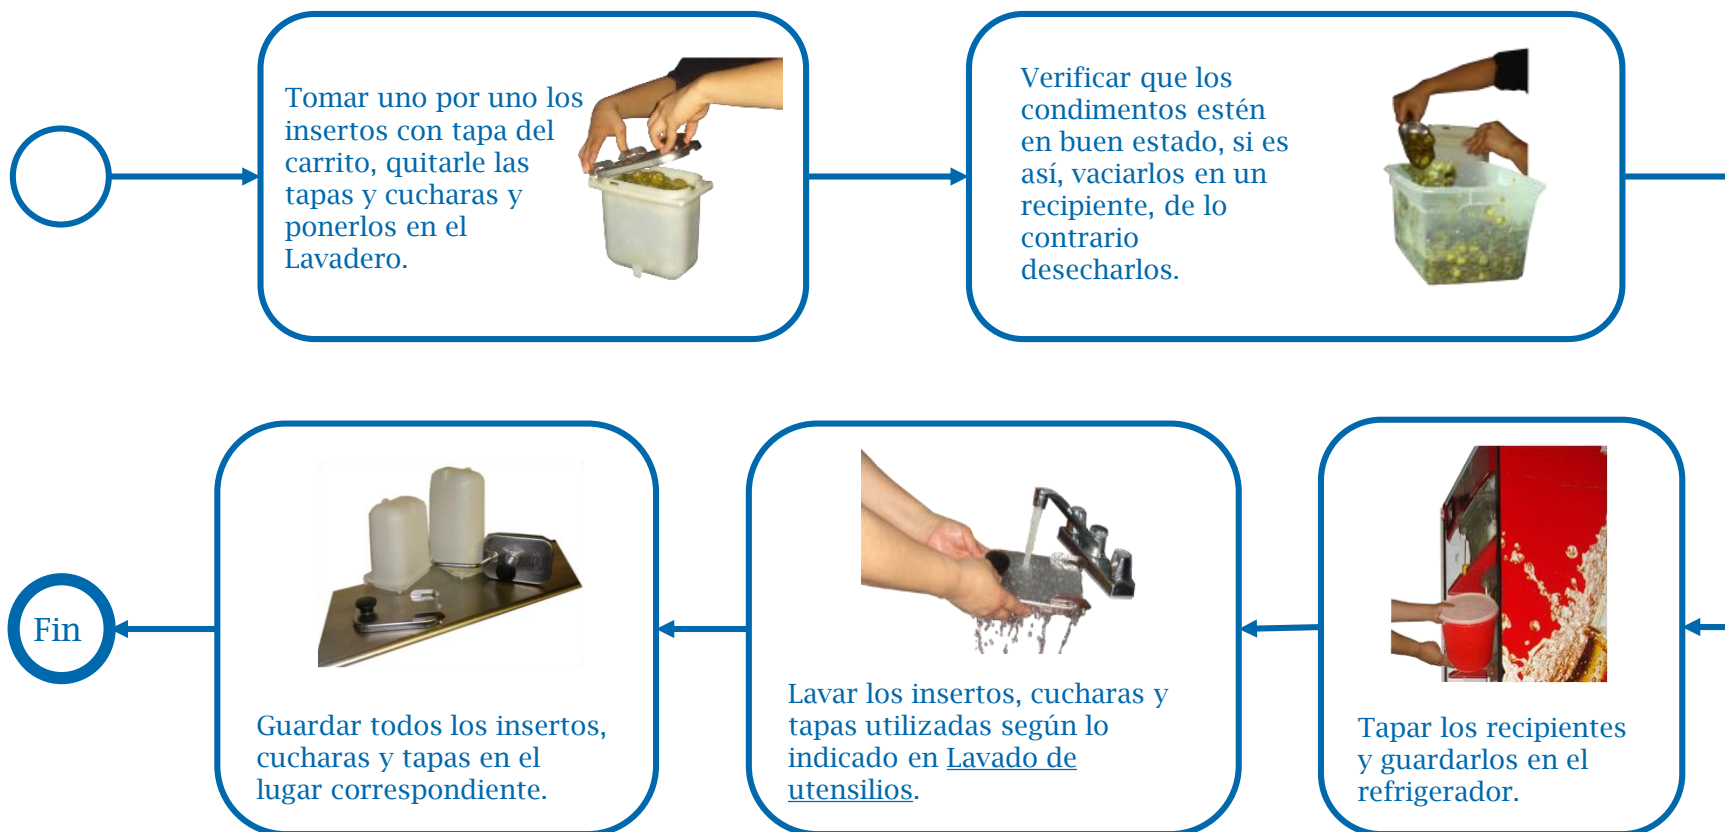 Tomar uno por uno los
insertos con tapa del
carrito, quitarle las
tapas y cucharas y
ponerlos en el
Lavadero.
Verificar que los
condimentos estén
en buen estado, si es
así, vaciarlos en un
recipiente, de lo
contrario
desecharlos.
Tapar los recipientes
y guardarlos en el
refrigerador.
Lavar los insertos, cucharas y
tapas utilizadas según lo
indicado en Lavado de
utensilios.
Guardar todos los insertos,
cucharas y tapas en el
lugar correspondiente.
Fin